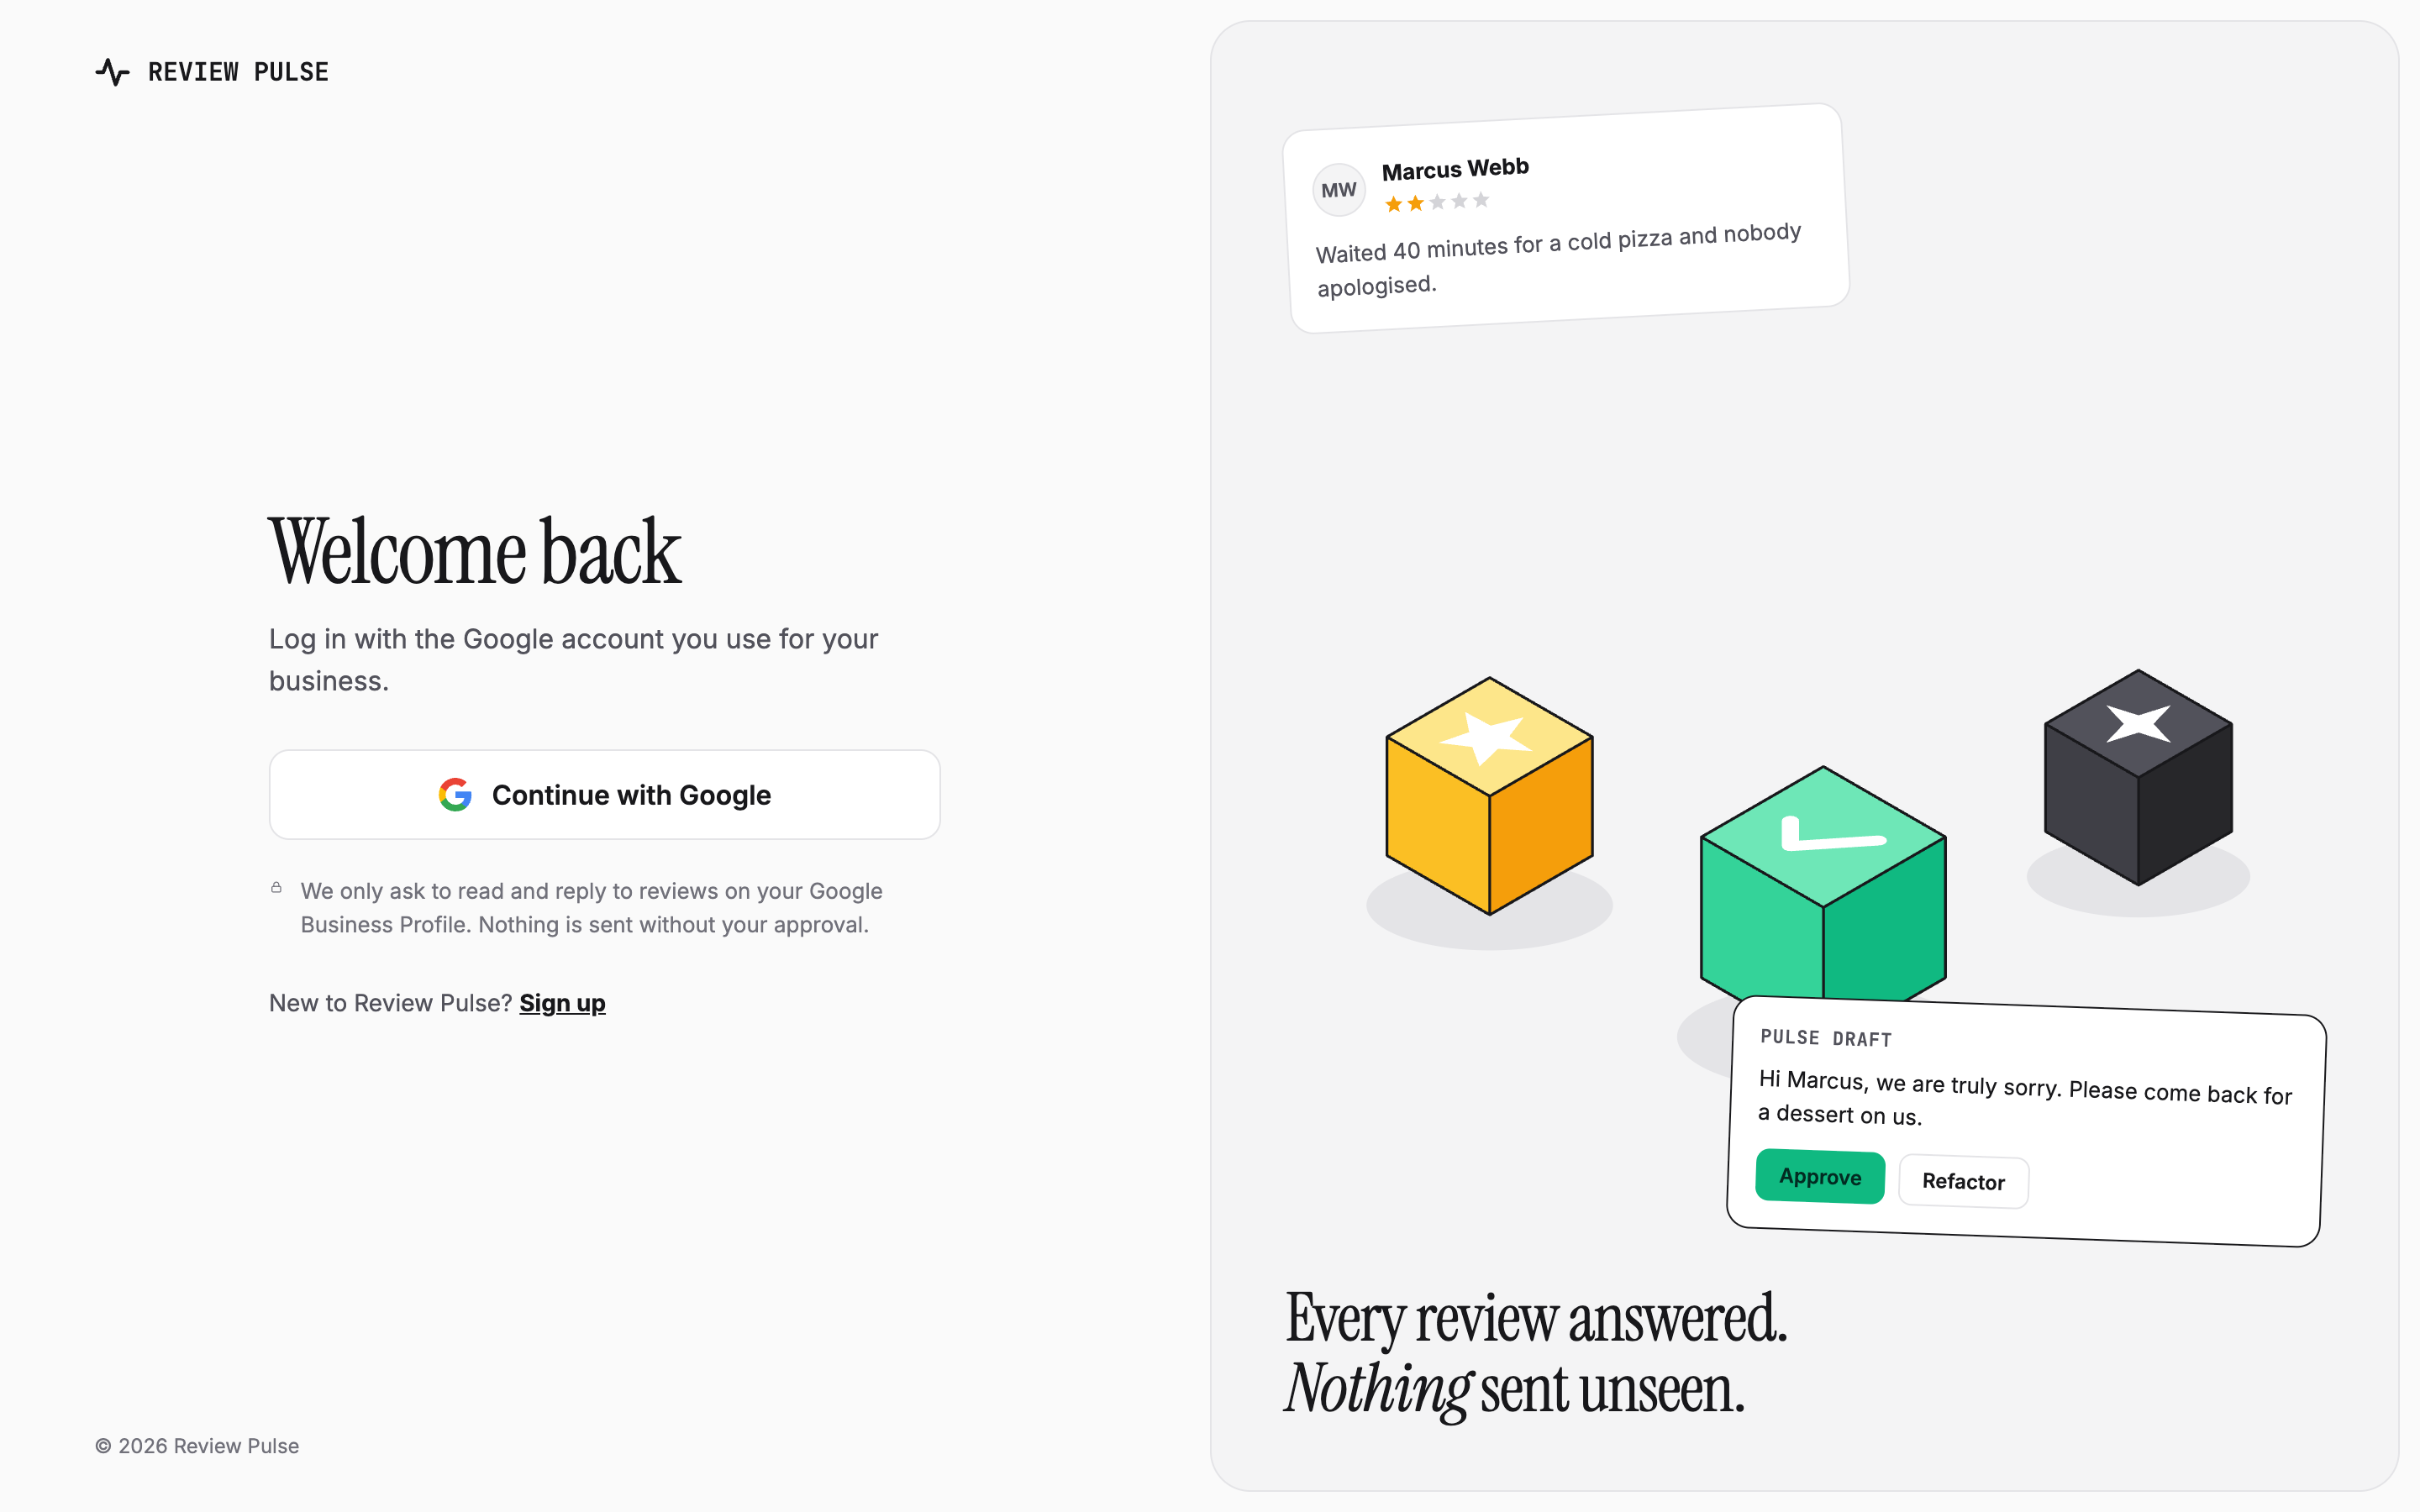 REVIEW PULSE
Welcome back
Log in with the Google account you use for your
business.
Continue with Google
We only ask to read and reply to reviews on your Google
Business Profile. Nothing is sent without your approval.
New to Review Pulse? Sign up
© 2026 Review Pulse
MW
Marcus Webb
Waited 40 minutes for a cold pizza and nobody
apologised.
PULSE DRAFT
Hi Marcus, we are truly sorry. Please come back for
a dessert on us.
Approve
Refactor
Every review answered.
Nothing sent unseen.